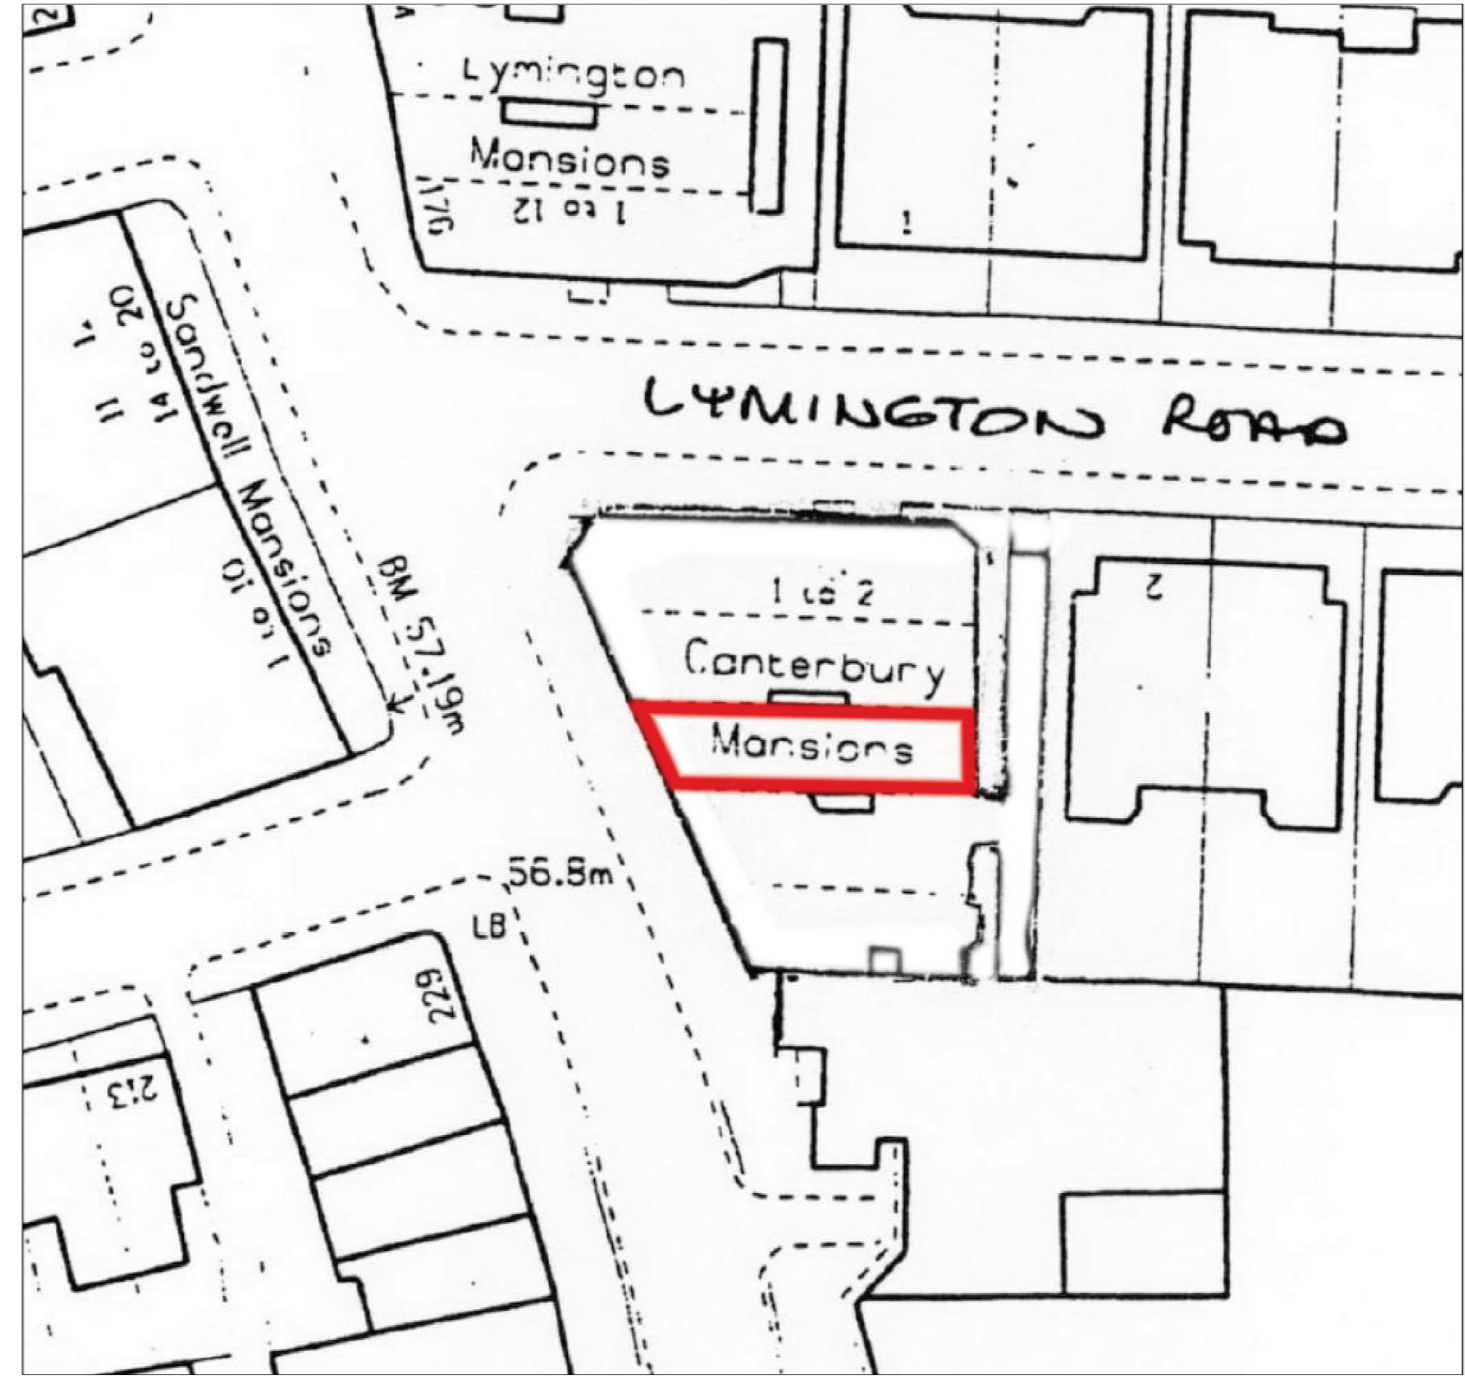 Lymington
Mansions
1 to 12
176
1
LYMINGTON ROAD
Sandwell Mansions
14 to 20
11
1 to 10
BM 57.19m
1 to 2
Canterbury
Mansions
2
56.8m
LB
229
213